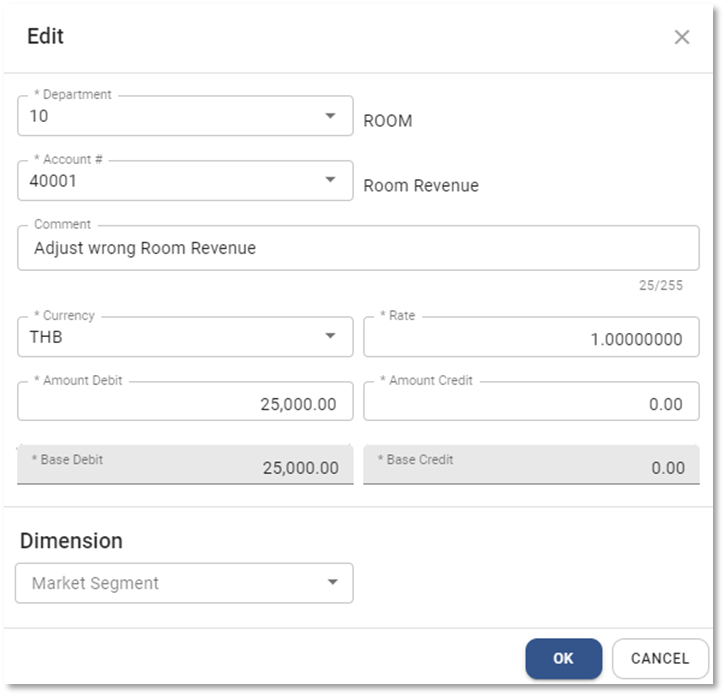 Edit
* Department
10
ROOM
* Account #
40001
Room Revenue
Comment
Adjust wrong Room Revenue
25/255
* Currency
THB
* Rate
1.00000000
* Amount Debit
25,000.00
* Amount Credit
0.00
* Base Debit
25,000.00
* Base Credit
0.00
Dimension
Market Segment
OK
CANCEL